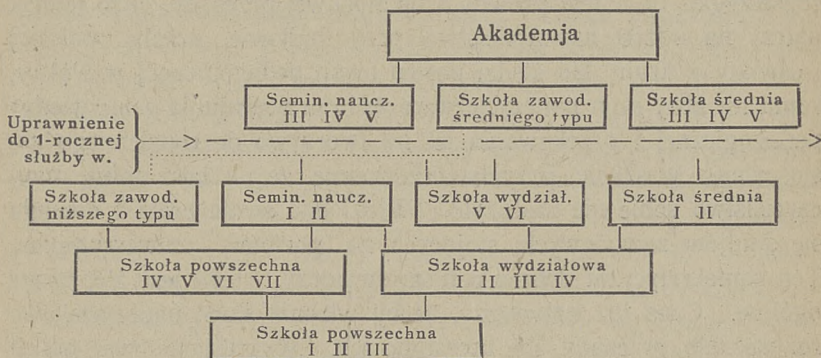 Akademja
Semin. naucz.
III IV V
Szkoła zawod.
średniego typu
Szkoła średnia
III IV V
Uprawnienie
do 1-rocznej
służby w.
Szkoła zawod.
niższego typu
Semin. naucz.
I II
Szkoła wydział.
V VI
Szkoła średnia
I II
Szkoła powszechna
IV V VI VII
Szkoła wydziałowa
I II III IV
Szkoła powszechna
I II III